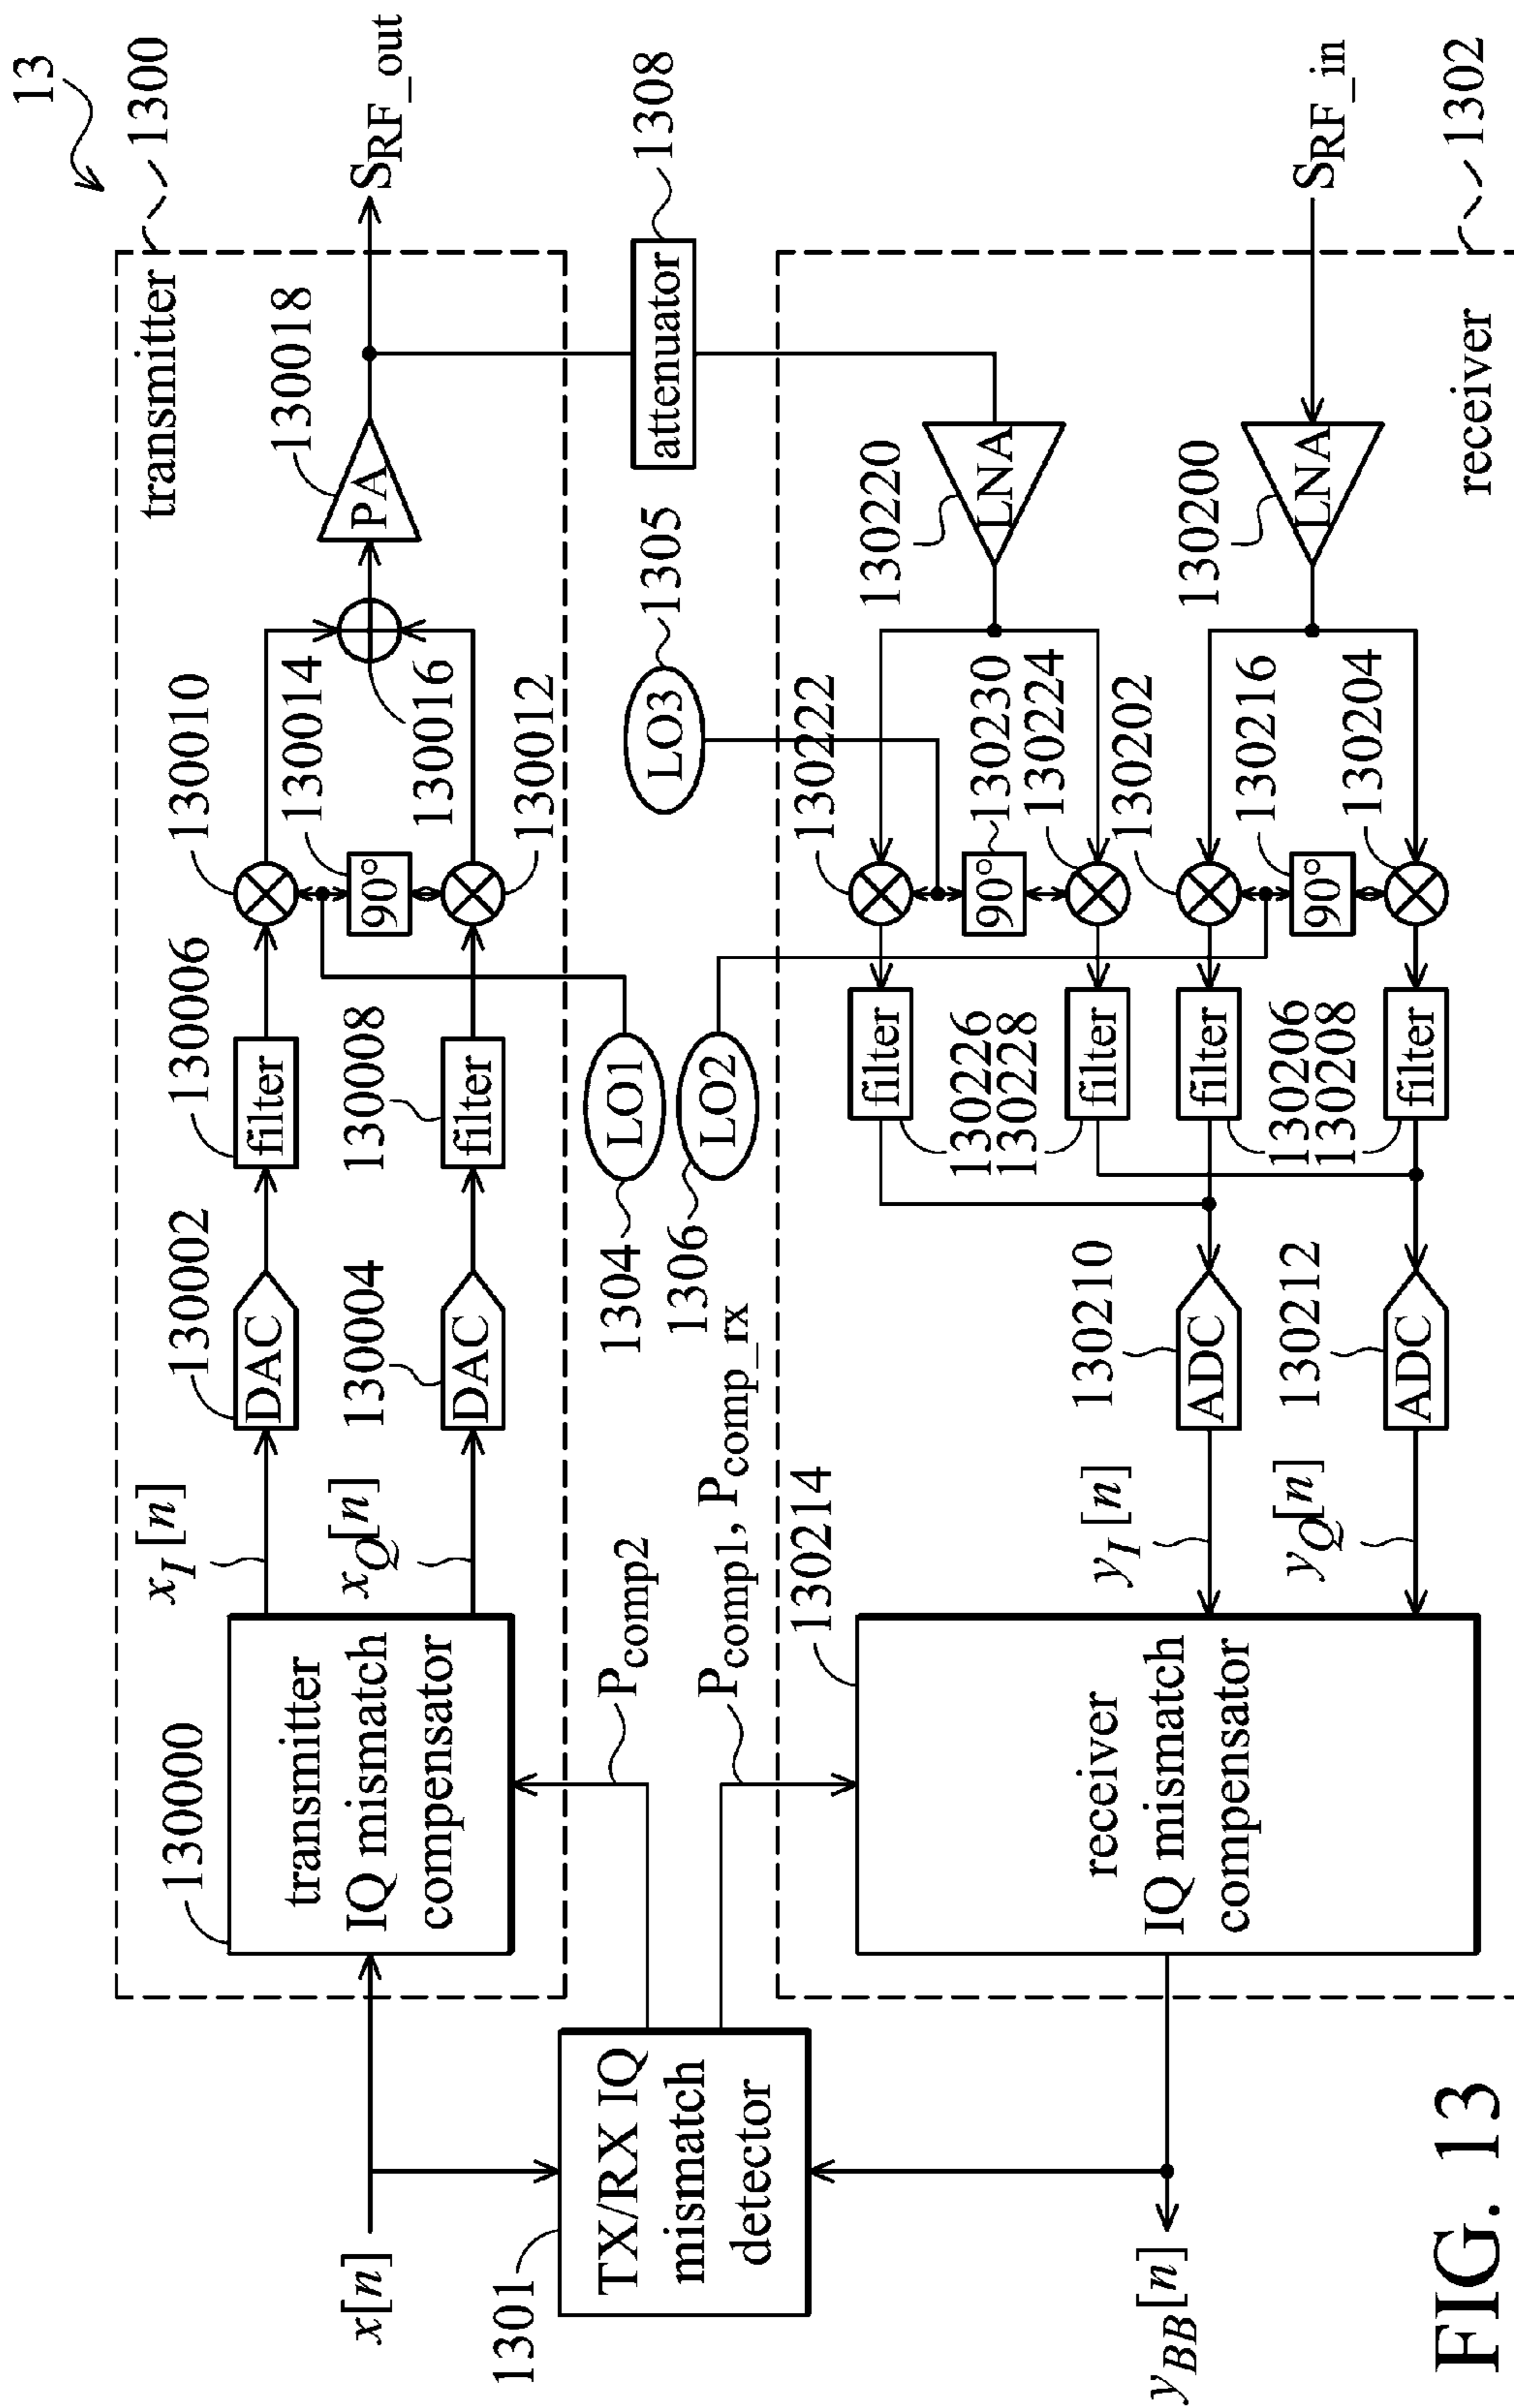 13
1300
transmitter
S_RF_out
x[n]
13000
transmitter
IQ mismatch
compensator
x_I[n]
x_Q[n]
130002
DAC
130004
DAC
130006
filter
130008
filter
130010
130014
90°
130016
130012
130018
PA
1301
TX/RX IQ
mismatch
detector
P_comp2
P_comp1, P_comp_rx
1304
LO1
1306
LO2
LO3
1305
attenuator
1308
y_BB[n]
130214
receiver
IQ mismatch
compensator
y_I[n]
y_Q[n]
130210
ADC
130212
ADC
filter
filter
130226
130228
filter
filter
130206
130208
130222
90°
130230
130224
130202
90°
130216
130204
130220
LNA
130200
LNA
receiver
S_RF_in
1302
FIG. 13